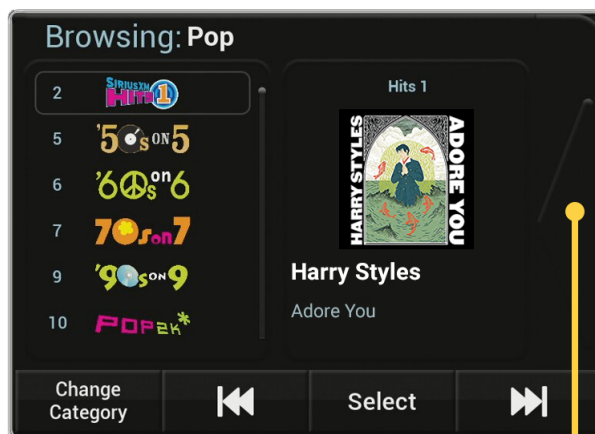 Browsing: Pop
2 SIRIUSXM HITS 1
5 '50s ON 5
6 '60s on 6
7 70s on 7
9 '90s ON 9
10 POP2K*
Hits 1
HARRY STYLES
ADORE YOU
Harry Styles
Adore You
Change
Category
Select